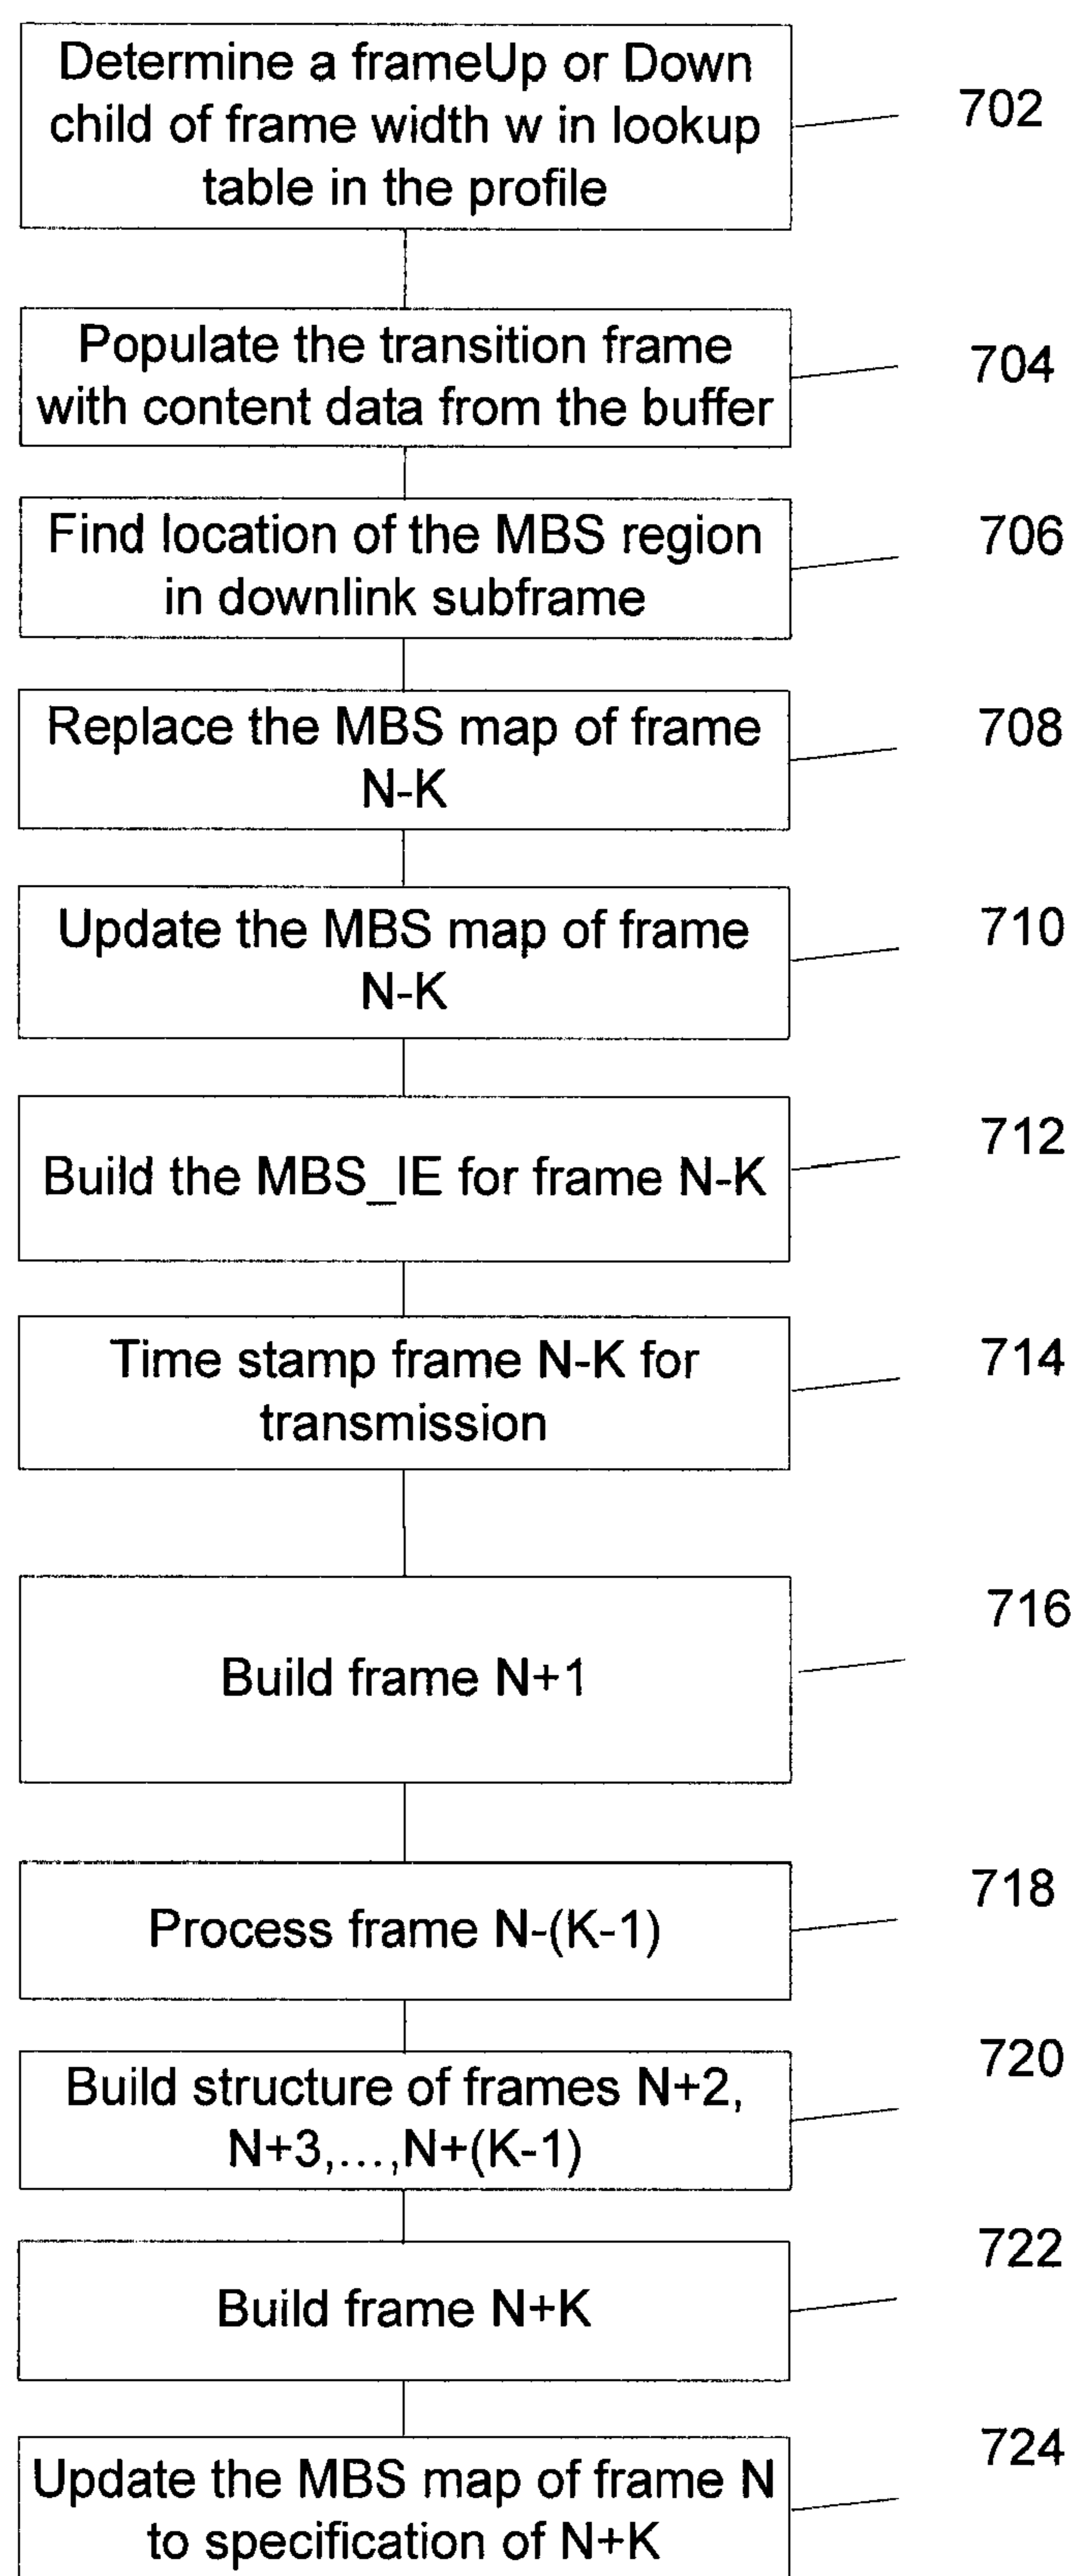 Determine a frameUp or Down
child of frame width w in lookup
table in the profile
702
Populate the transition frame
with content data from the buffer
704
Find location of the MBS region
in downlink subframe
706
Replace the MBS map of frame
N-K
708
Update the MBS map of frame
N-K
710
Build the MBS_IE for frame N-K
712
Time stamp frame N-K for
transmission
714
Build frame N+1
716
Process frame N-(K-1)
718
Build structure of frames N+2,
N+3,...,N+(K-1)
720
Build frame N+K
722
Update the MBS map of frame N
to specification of N+K
724